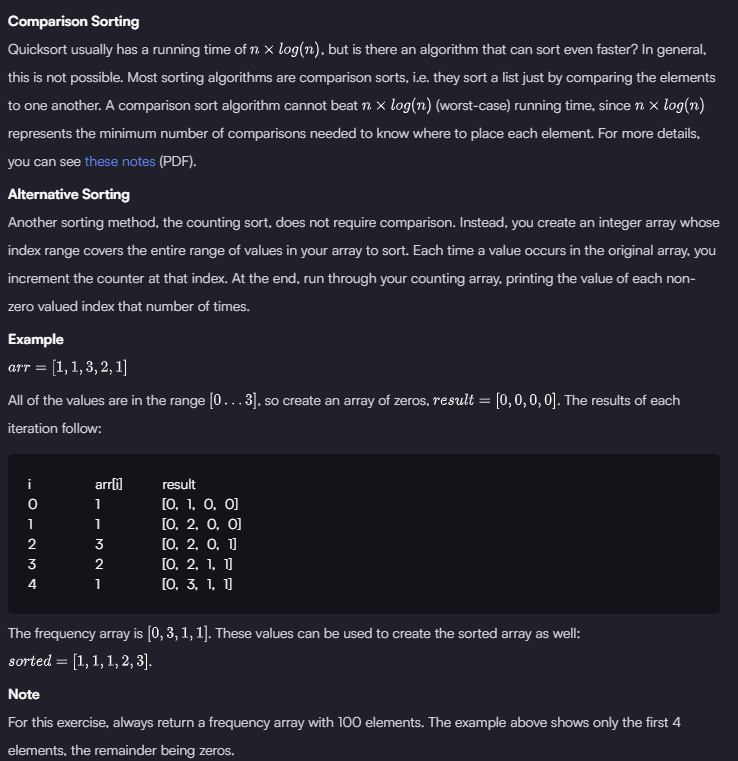 Comparison Sorting
Quicksort usually has a running time of n × log(n), but is there an algorithm that can sort even faster? In general,
this is not possible. Most sorting algorithms are comparison sorts, i.e. they sort a list just by comparing the elements
to one another. A comparison sort algorithm cannot beat n × log(n) (worst-case) running time, since n × log(n)
represents the minimum number of comparisons needed to know where to place each element. For more details,
you can see these notes (PDF).
Alternative Sorting
Another sorting method, the counting sort, does not require comparison. Instead, you create an integer array whose
index range covers the entire range of values in your array to sort. Each time a value occurs in the original array, you
increment the counter at that index. At the end, run through your counting array, printing the value of each non-
zero valued index that number of times.
Example
arr = [1, 1, 3, 2, 1]
All of the values are in the range [0 . . . 3], so create an array of zeros, result = [0, 0, 0, 0]. The results of each
iteration follow:
i arr[i] result
0 1 [0, 1, 0, 0]
1 1 [0, 2, 0, 0]
2 3 [0, 2, 0, 1]
3 2 [0, 2, 1, 1]
4 1 [0, 3, 1, 1]
The frequency array is [0, 3, 1, 1]. These values can be used to create the sorted array as well:
sorted = [1, 1, 1, 2, 3].
Note
For this exercise, always return a frequency array with 100 elements. The example above shows only the first 4
elements, the remainder being zeros.